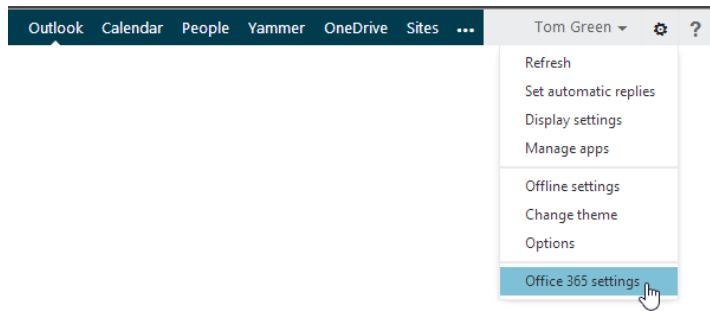 Outlook Calendar People Yammer OneDrive Sites ••• Tom Green ?
Refresh
Set automatic replies
Display settings
Manage apps
Offline settings
Change theme
Options
Office 365 settings